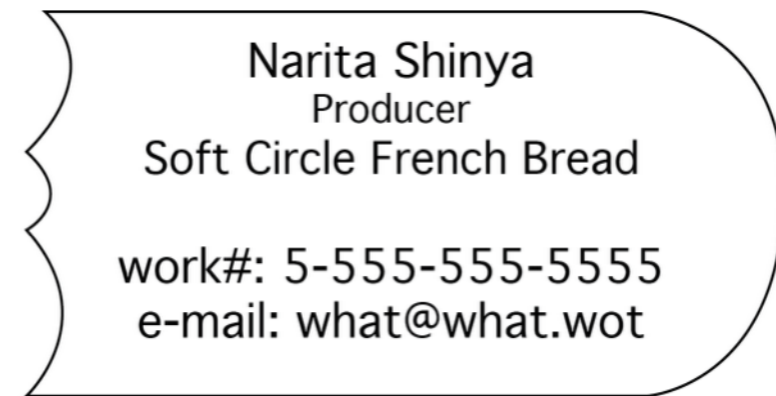 Narita Shinya
Producer
Soft Circle French Bread
work#: 5-555-555-5555
e-mail: what@what.wot